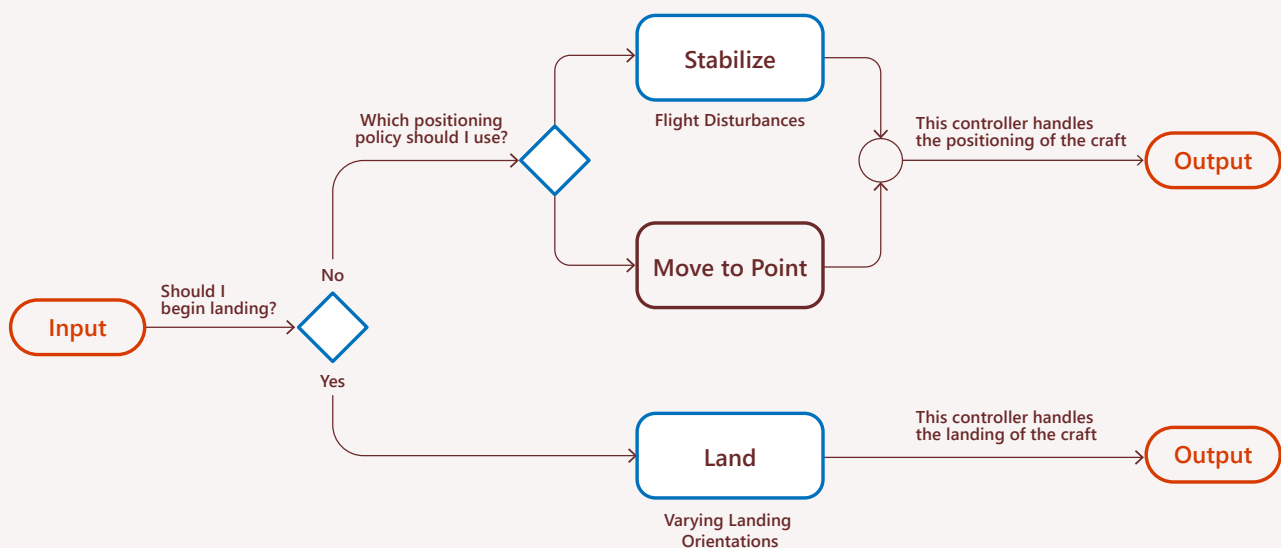 Stabilize
Flight Disturbances
Which positioning
policy should I use?
This controller handles
the positioning of the craft
Output
Move to Point
No
Should I
begin landing?
Input
Yes
Land
Varying Landing
Orientations
This controller handles
the landing of the craft
Output